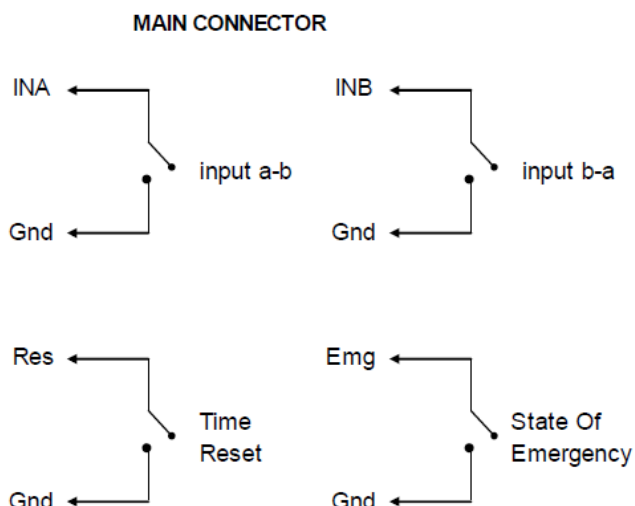 MAIN CONNECTOR
INA
INB
input a-b
input b-a
Gnd
Gnd
Res
Emg
Time
Reset
State Of
Emergency
Gnd
Gnd